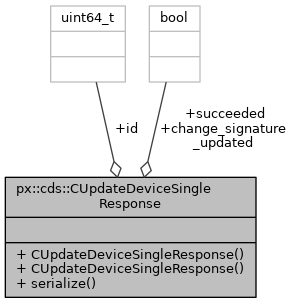 uint64_t
bool
+id
+succeeded
+change_signature
_updated
px::cds::CUpdateDeviceSingle
Response
+ CUpdateDeviceSingleResponse()
+ CUpdateDeviceSingleResponse()
+ serialize()